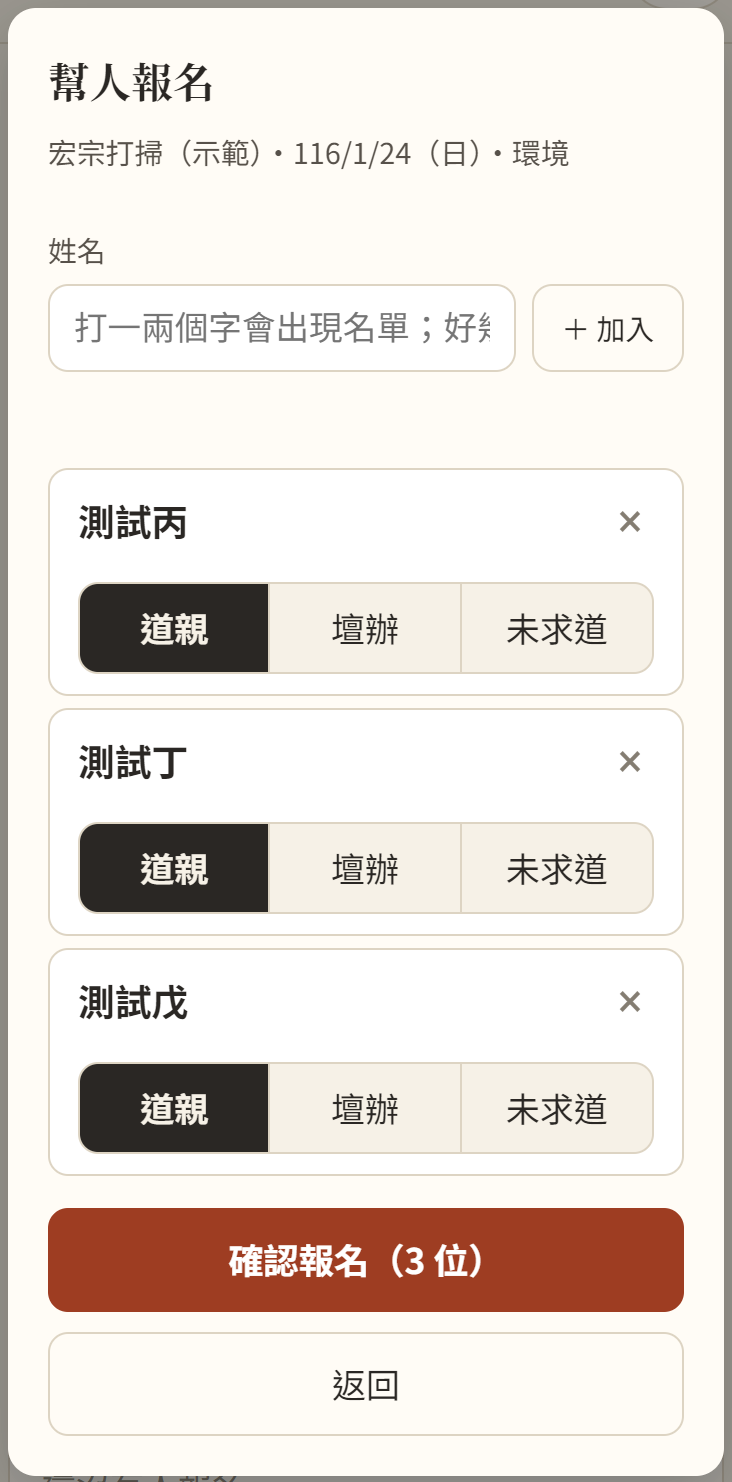 幫人報名
宏宗打掃（示範）・116/1/24（日）・環境
姓名
打一兩個字會出現名單；好
＋ 加入
測試丙 ×
道親 壇辦 未求道
測試丁 ×
道親 壇辦 未求道
測試戊 ×
道親 壇辦 未求道
確認報名（3 位）
返回